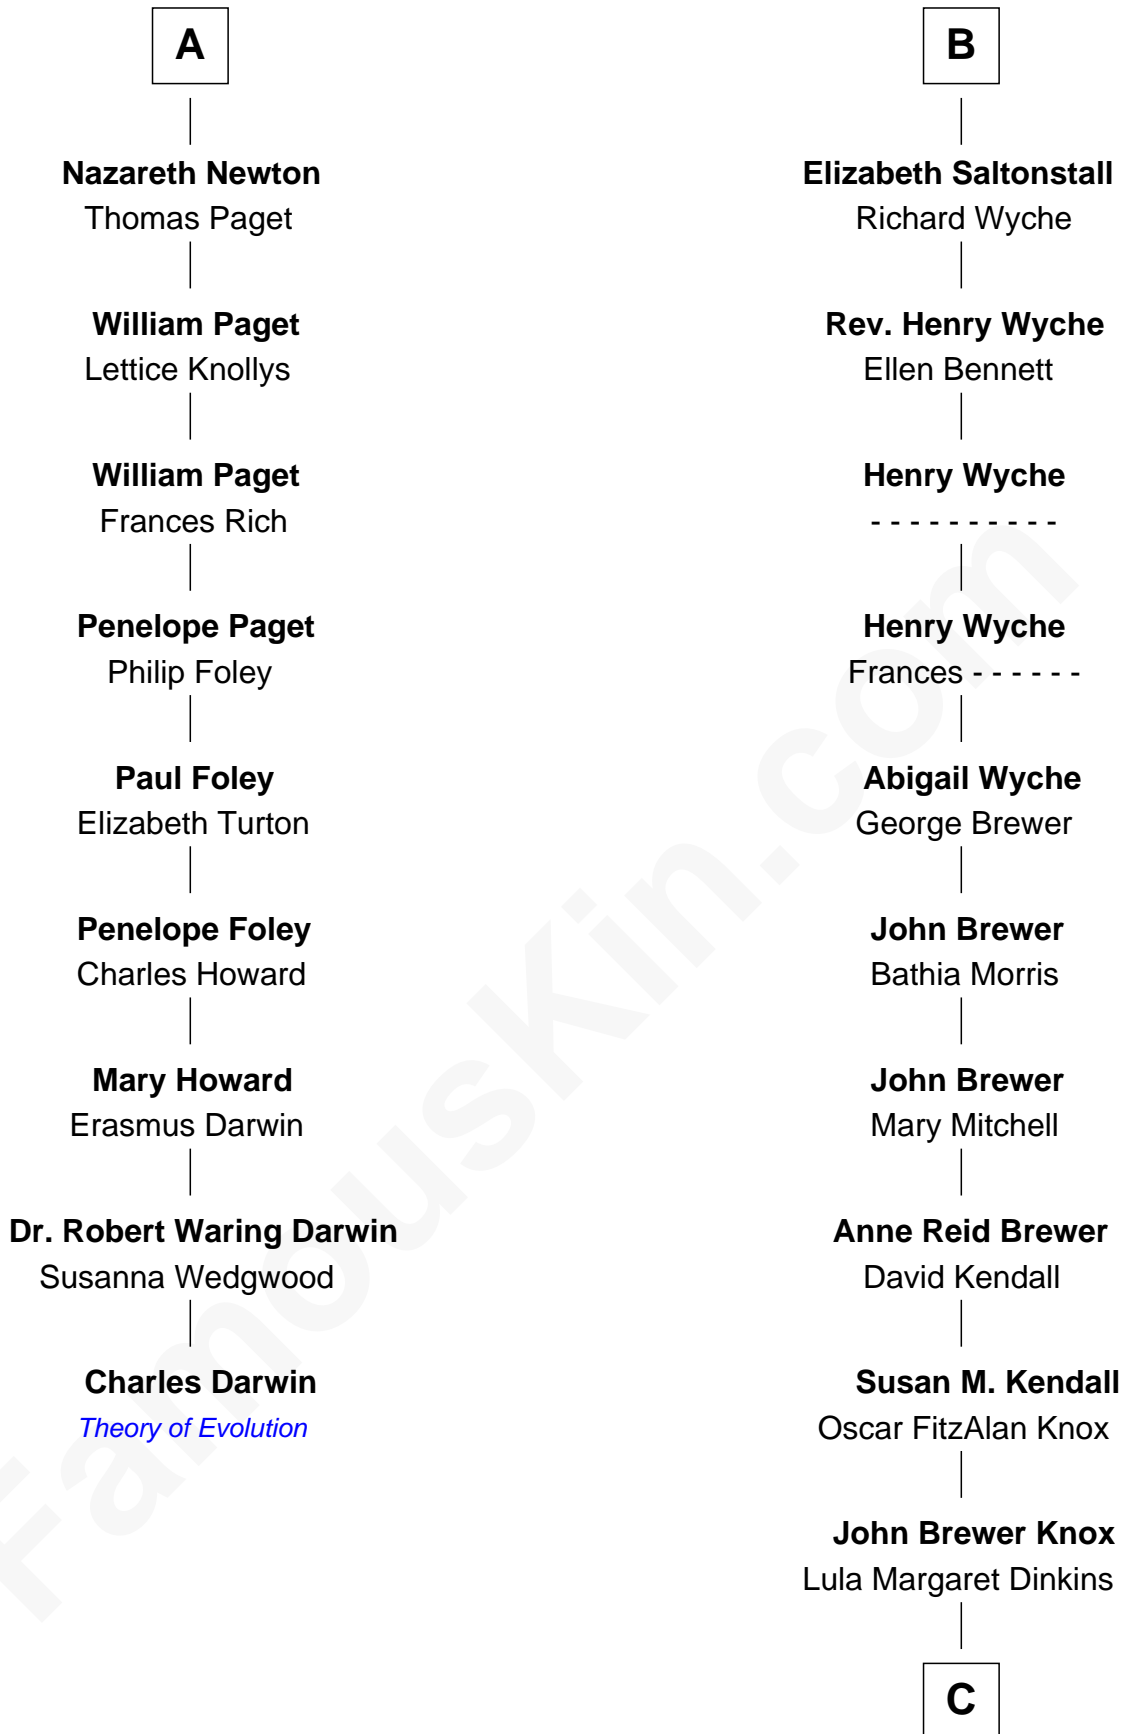 A
Nazareth Newton
Thomas Paget
William Paget
Lettice Knollys
William Paget
Frances Rich
Penelope Paget
Philip Foley
Paul Foley
Elizabeth Turton
Penelope Foley
Charles Howard
Mary Howard
Erasmus Darwin
Dr. Robert Waring Darwin
Susanna Wedgwood
Charles Darwin
Theory of Evolution
B
Elizabeth Saltonstall
Richard Wyche
Rev. Henry Wyche
Ellen Bennett
Henry Wyche
- - - - - - - - - -
Henry Wyche
Frances - - - - - -
Abigail Wyche
George Brewer
John Brewer
Bathia Morris
John Brewer
Mary Mitchell
Anne Reid Brewer
David Kendall
Susan M. Kendall
Oscar FitzAlan Knox
John Brewer Knox
Lula Margaret Dinkins
C
FamousKin.com